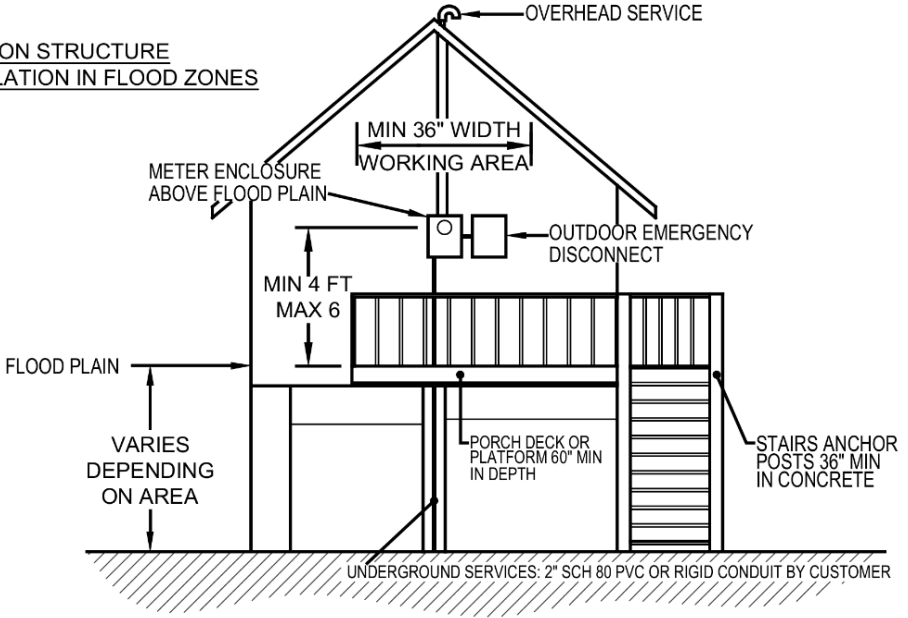 OVERHEAD SERVICE
ON STRUCTURE
LATION IN FLOOD ZONES
MIN 36" WIDTH
WORKING AREA
METER ENCLOSURE
ABOVE FLOOD PLAIN
OUTDOOR EMERGENCY
DISCONNECT
MIN 4 FT
MAX 6
FLOOD PLAIN
VARIES
DEPENDING
ON AREA
PORCH DECK OR
PLATFORM 60" MIN
IN DEPTH
STAIRS ANCHOR
POSTS 36" MIN
IN CONCRETE
UNDERGROUND SERVICES: 2" SCH 80 PVC OR RIGID CONDUIT BY CUSTOMER